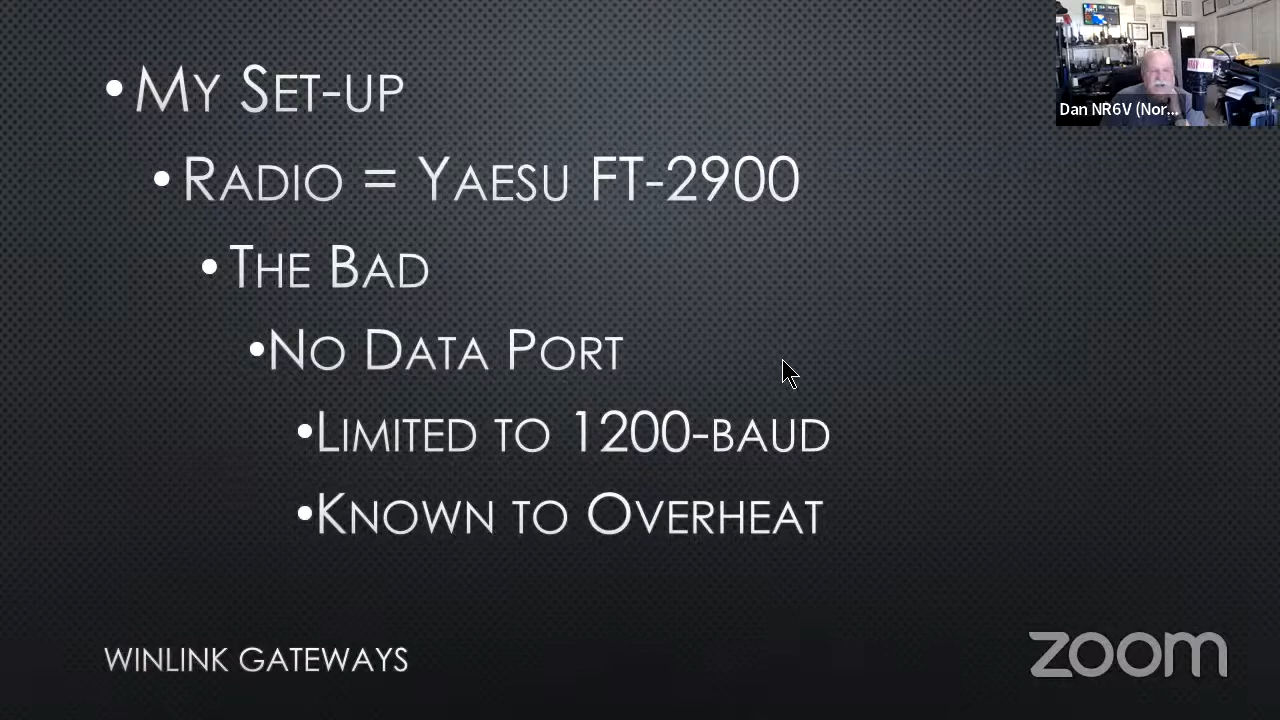 • My Set-up
• Radio = Yaesu FT-2900
• The Bad
• No Data Port
• Limited to 1200-baud
• Known to Overheat
WINLINK GATEWAYS
Dan NR6V (Nor...
zoom